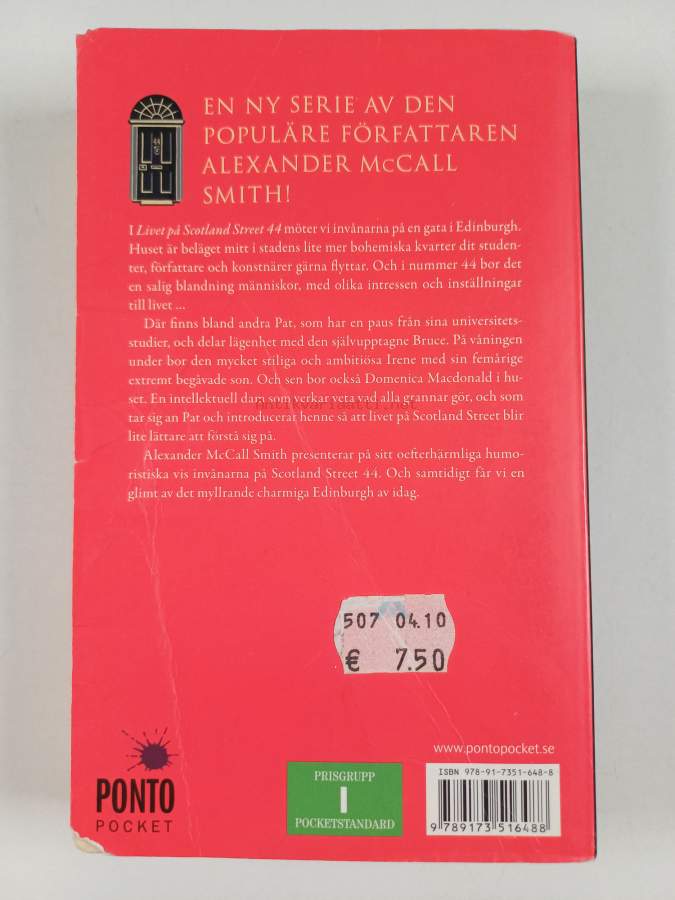 EN NY SERIE AV DEN
POPULÄRE FÖRFATTAREN
ALEXANDER McCALL
SMITH!
44
I Livet på Scotland Street 44 möter vi invånarna på en gata i Edinburgh.
Huset är beläget mitt i stadens lite mer bohemiska kvarter dit studen-
ter, författare och konstnärer gärna flyttar. Och i nummer 44 bor det
en salig blandning människor, med olika intressen och inställningar
till livet ...
Där finns bland andra Pat, som har en paus från sina universitets-
studier, och delar lägenhet med den självupptagne Bruce. På våningen
under bor den mycket stiliga och ambitiösa Irene med sin femårige
extremt begåvade son. Och sen bor också Domenica Macdonald i hu-
set. En intellektuell dam som verkar veta vad alla grannar gör, och som
antikvariaatti.net
tar sig an Pat och introducerar henne så att livet på Scotland Street blir
lite lättare att förstå sig på.
Alexander McCall Smith presenterar på sitt oefterhärmliga humo-
ristiska vis invånarna på Scotland Street 44. Och samtidigt får vi en
glimt av det myllrande charmiga Edinburgh av idag.
507 04.10
€ 7.50
www.pontopocket.se
PONTO
POCKET
PRISGRUPP
I
POCKETSTANDARD
ISBN 978-91-7351-648-8
9 789173 516488